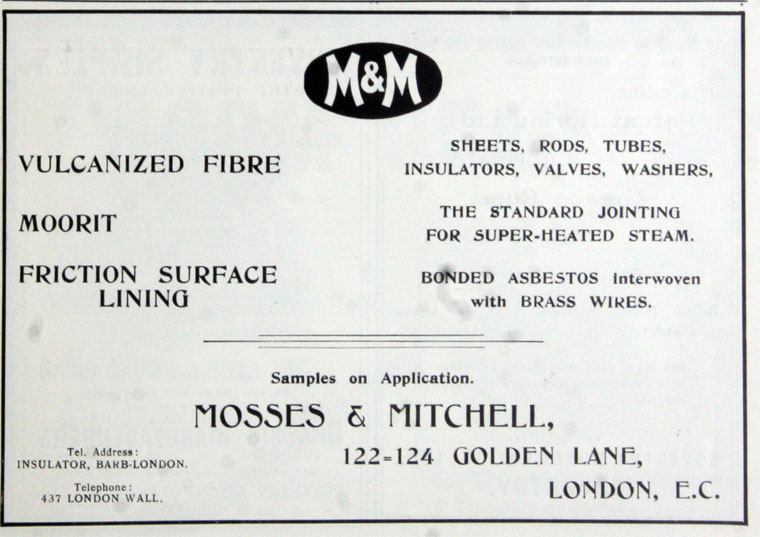 M&M
VULCANIZED FIBRE
SHEETS, RODS, TUBES,
INSULATORS, VALVES, WASHERS,
MOORIT
THE STANDARD JOINTING
FOR SUPER-HEATED STEAM.
FRICTION SURFACE
LINING
BONDED ASBESTOS interwoven
with BRASS WIRES.
Samples on Application.
MOSSES & MITCHELL,
122=124 GOLDEN LANE,
LONDON, E.C.
Tel. Address:
INSULATOR, BARB-LONDON.
Telephone:
437 LONDON WALL.